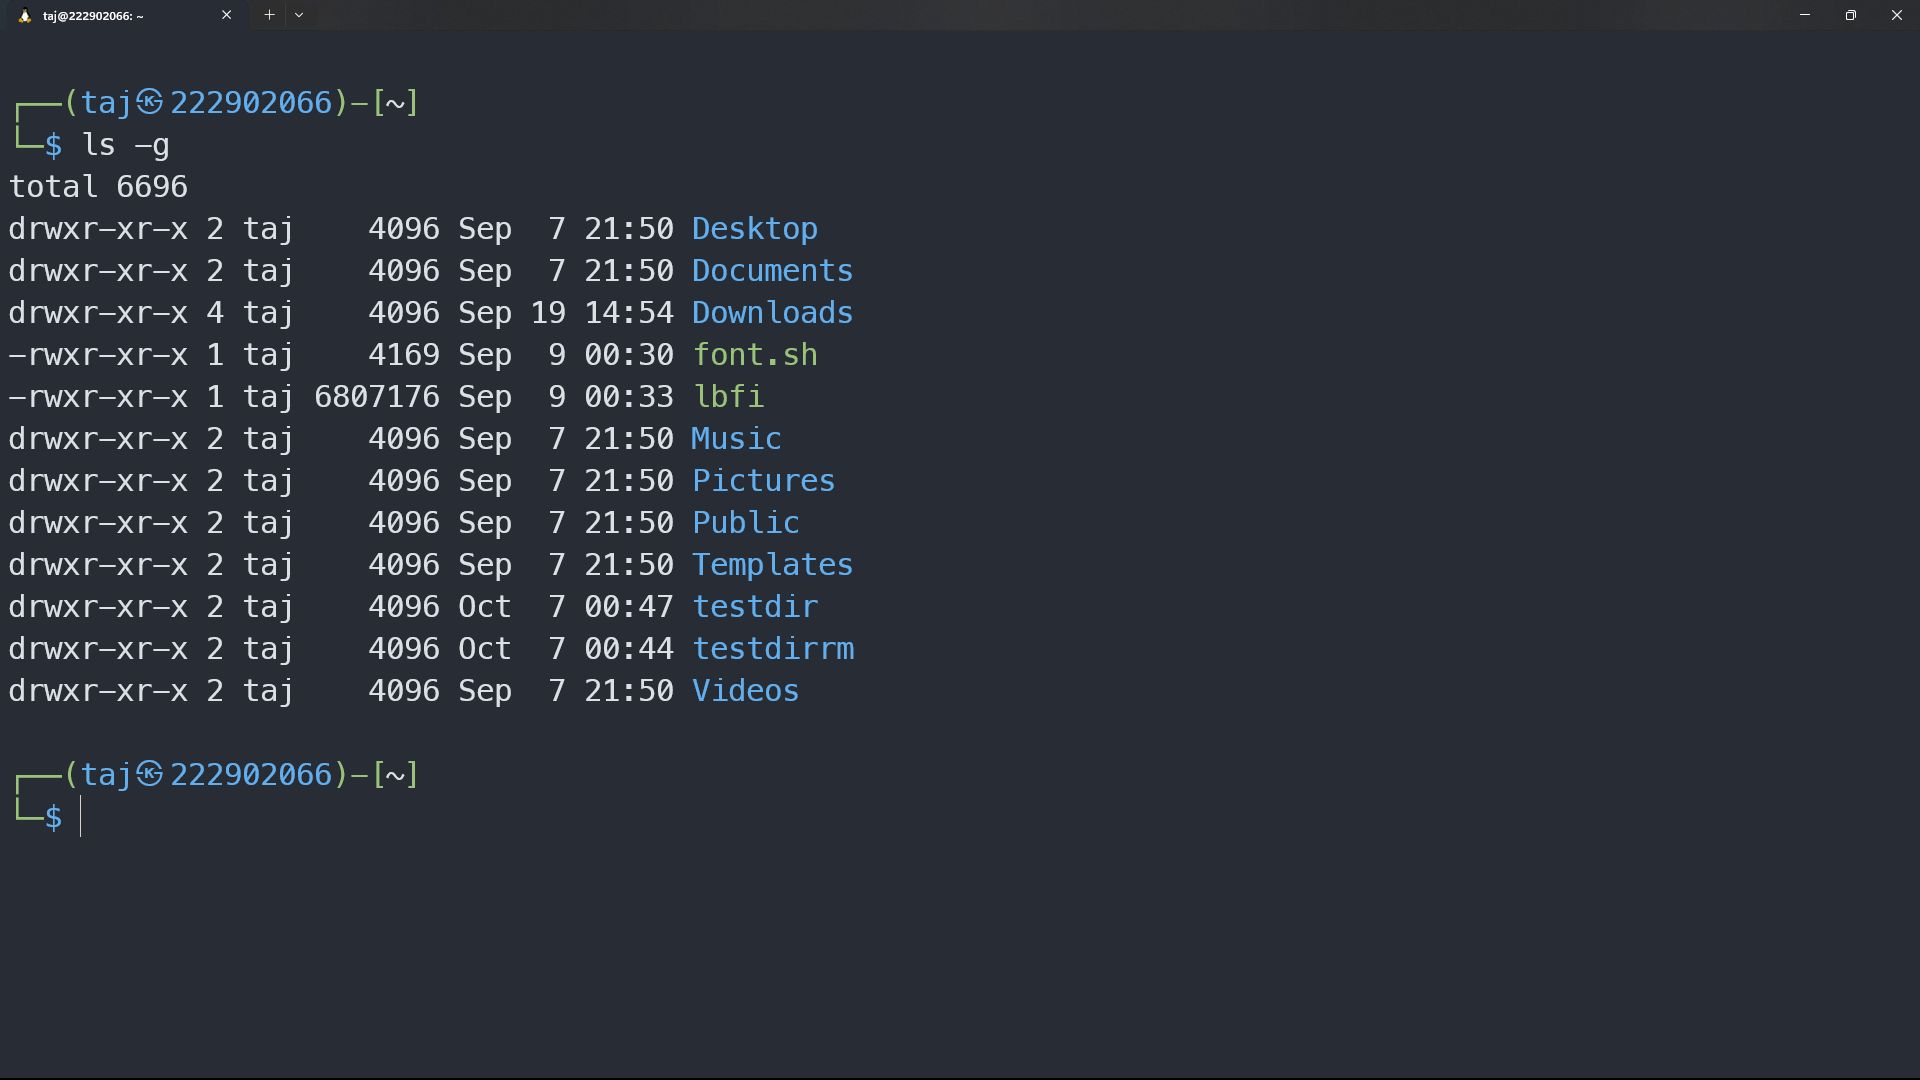 taj@222902066: ~
┌──(taj㉿222902066)-[~]
└─$ ls -g
total 6696
drwxr-xr-x 2 taj    4096 Sep  7 21:50 Desktop
drwxr-xr-x 2 taj    4096 Sep  7 21:50 Documents
drwxr-xr-x 4 taj    4096 Sep 19 14:54 Downloads
-rwxr-xr-x 1 taj    4169 Sep  9 00:30 font.sh
-rwxr-xr-x 1 taj 6807176 Sep  9 00:33 lbfi
drwxr-xr-x 2 taj    4096 Sep  7 21:50 Music
drwxr-xr-x 2 taj    4096 Sep  7 21:50 Pictures
drwxr-xr-x 2 taj    4096 Sep  7 21:50 Public
drwxr-xr-x 2 taj    4096 Sep  7 21:50 Templates
drwxr-xr-x 2 taj    4096 Oct  7 00:47 testdir
drwxr-xr-x 2 taj    4096 Oct  7 00:44 testdirrm
drwxr-xr-x 2 taj    4096 Sep  7 21:50 Videos
┌──(taj㉿222902066)-[~]
└─$